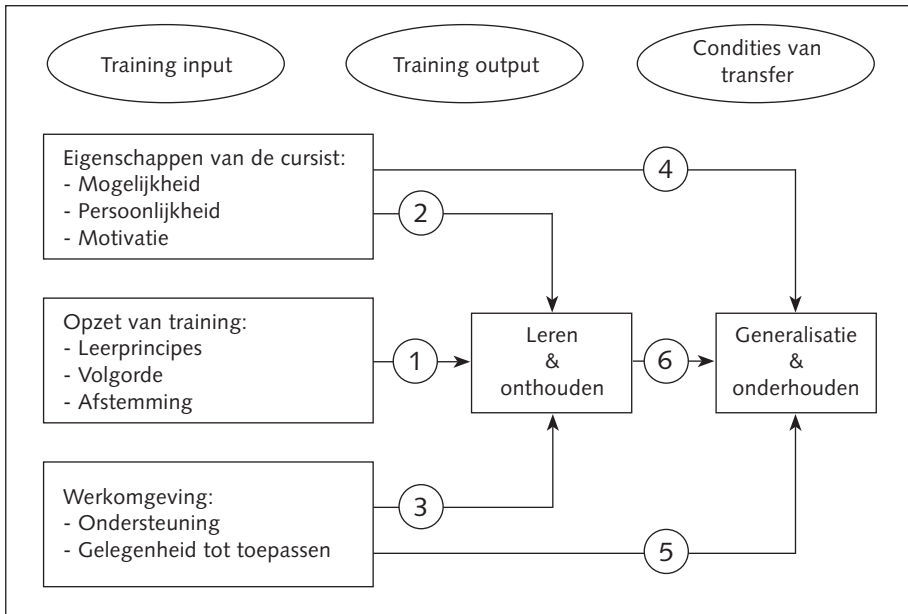 Training input
Training output
Condities van
transfer
Eigenschappen van de cursist:
- Mogelijkheid
- Persoonlijkheid
- Motivatie
4
2
Opzet van training:
- Leerprincipes
- Volgorde
- Afstemming
1
Leren
&
onthouden
6
Generalisatie
&
onderhouden
Werkomgeving:
- Ondersteuning
- Gelegenheid tot toepassen
3
5